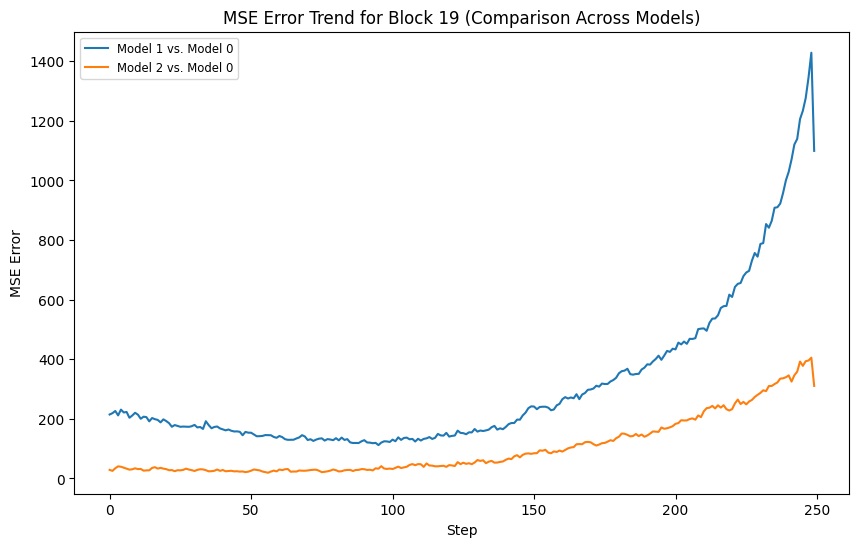 MSE Error Trend for Block 19 (Comparison Across Models)
Model 1 vs. Model 0
Model 2 vs. Model 0
1400
1200
1000
800
600
400
200
0
MSE Error
0 50 100 150 200 250
Step